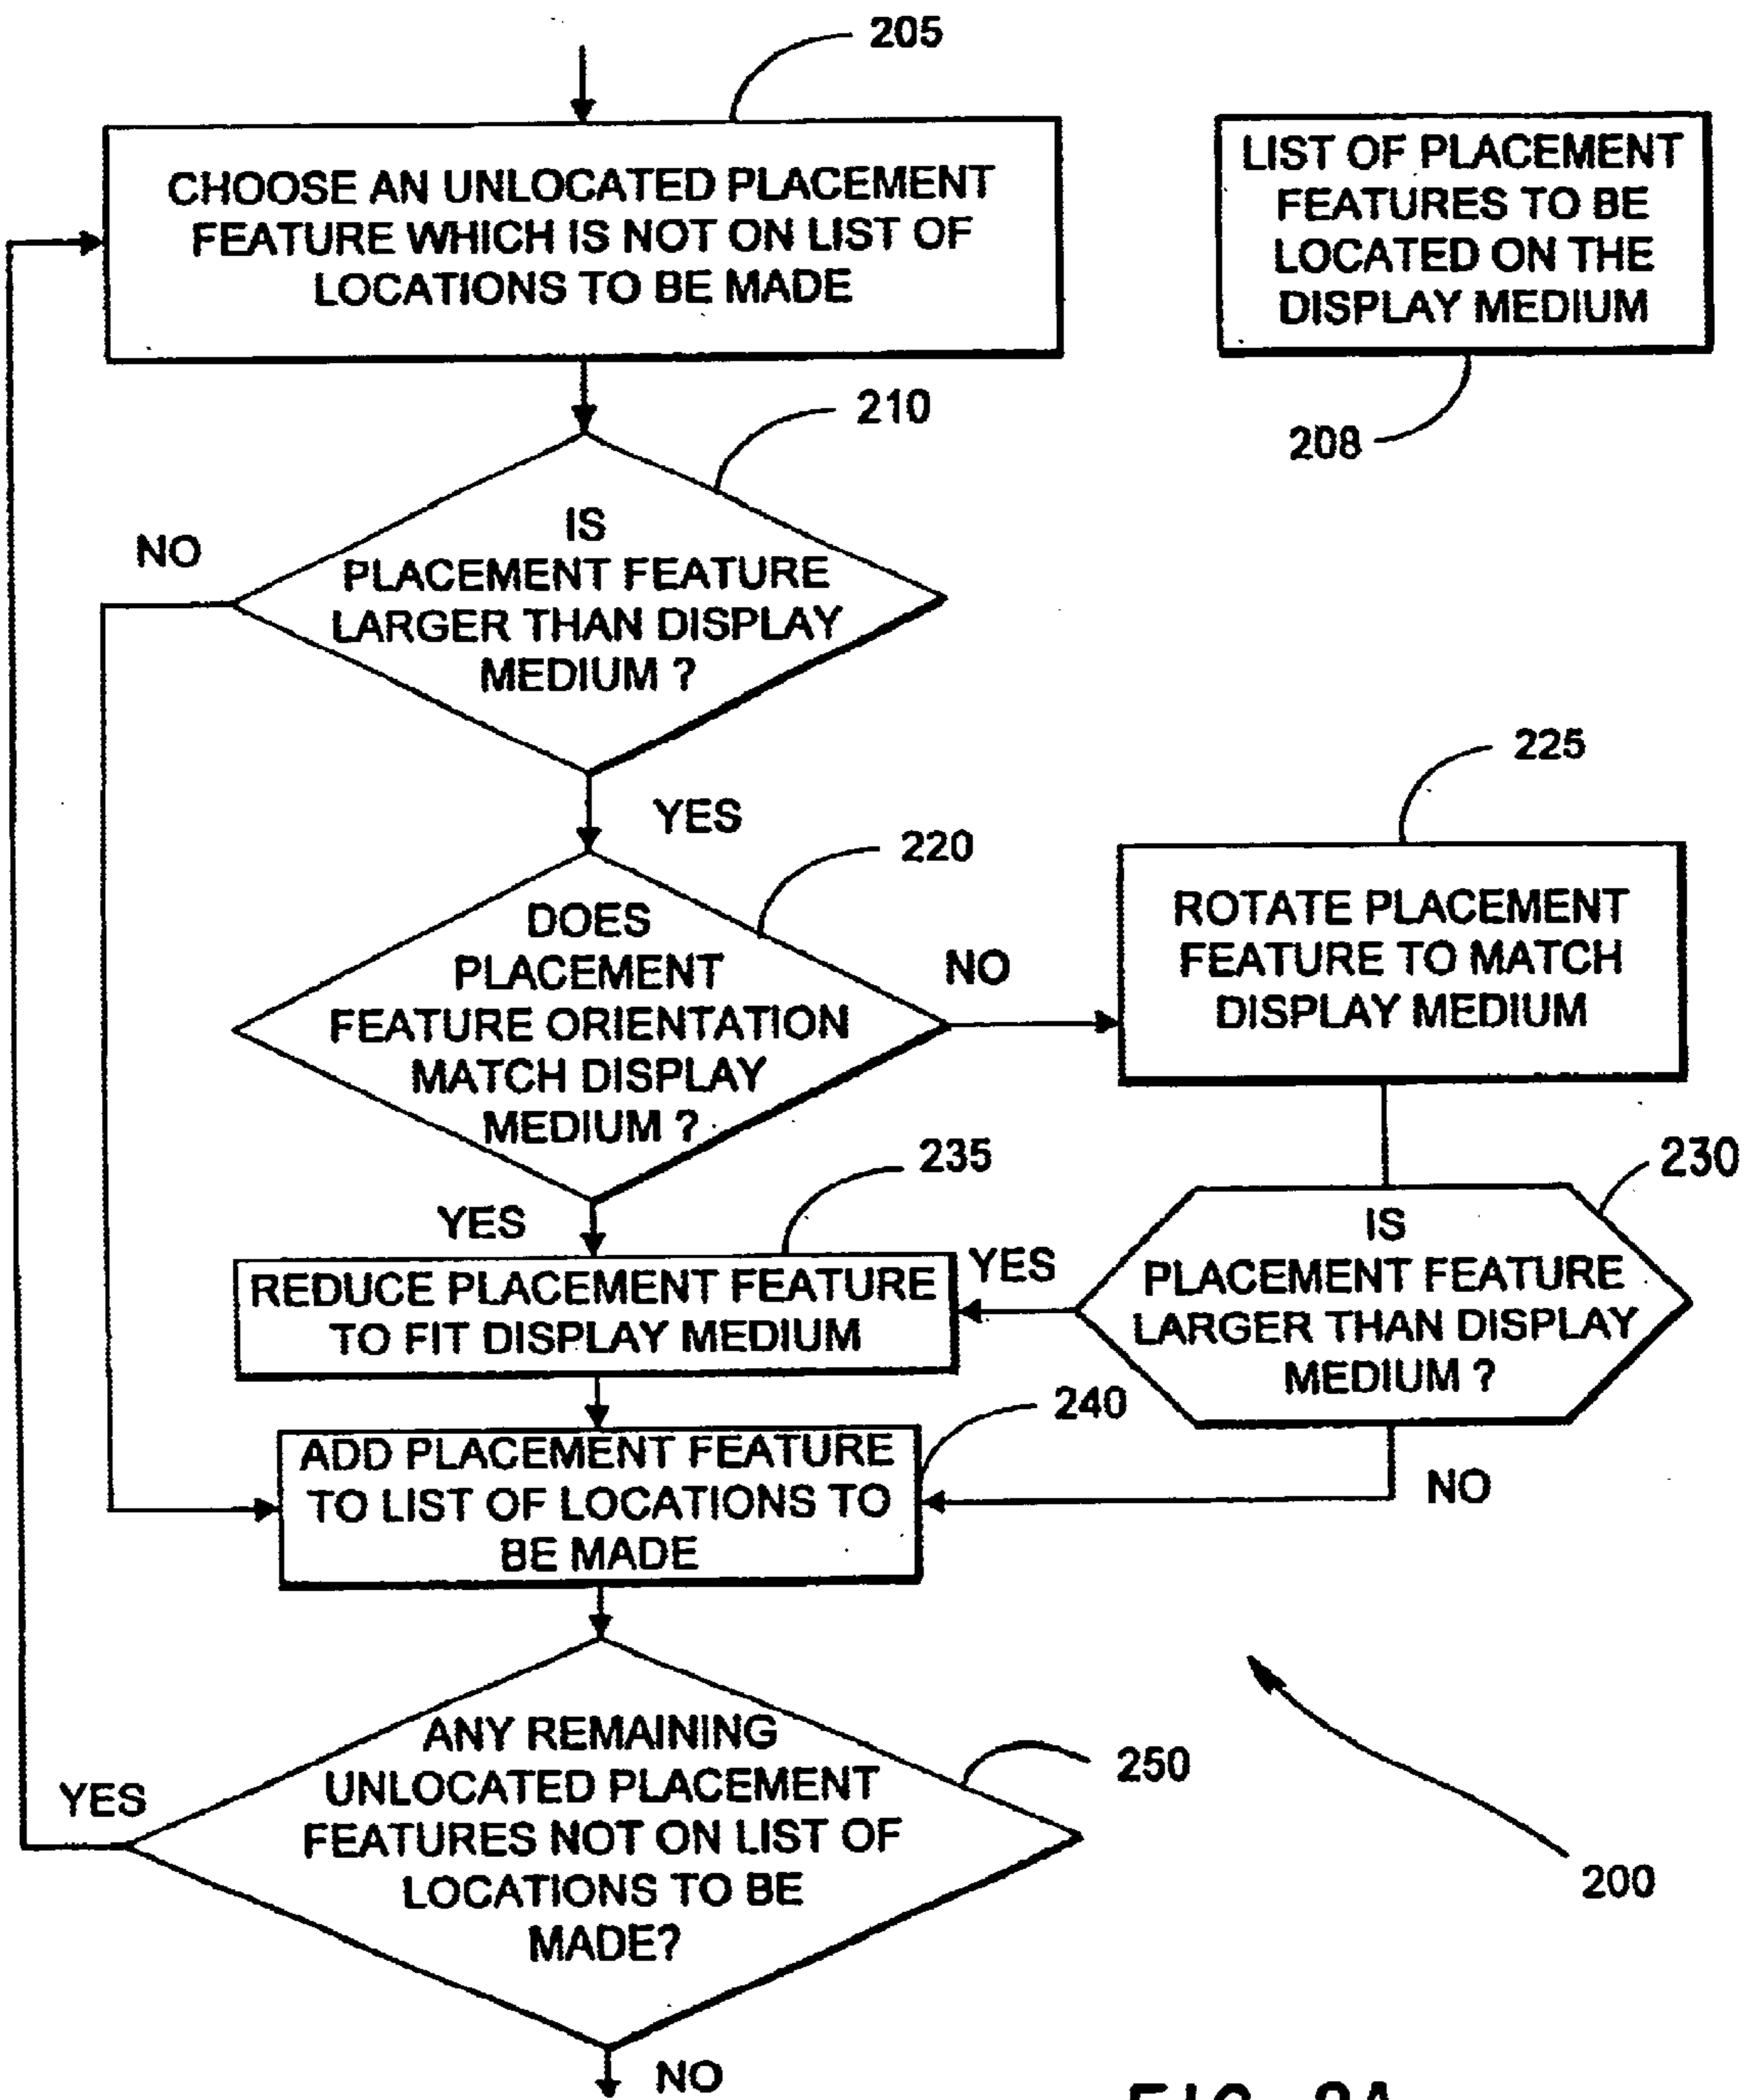 205
CHOOSE AN UNLOCATED PLACEMENT
FEATURE WHICH IS NOT ON LIST OF
LOCATIONS TO BE MADE
LIST OF PLACEMENT
FEATURES TO BE
LOCATED ON THE
DISPLAY MEDIUM
208
210
IS
PLACEMENT FEATURE
LARGER THAN DISPLAY
MEDIUM ?
NO
YES
220
DOES
PLACEMENT
FEATURE ORIENTATION
MATCH DISPLAY
MEDIUM ?
NO
225
ROTATE PLACEMENT
FEATURE TO MATCH
DISPLAY MEDIUM
YES
235
REDUCE PLACEMENT FEATURE
TO FIT DISPLAY MEDIUM
YES
230
IS
PLACEMENT FEATURE
LARGER THAN DISPLAY
MEDIUM ?
NO
240
ADD PLACEMENT FEATURE
TO LIST OF LOCATIONS TO
BE MADE
ANY REMAINING
UNLOCATED PLACEMENT
FEATURES NOT ON LIST OF
LOCATIONS TO BE
MADE?
250
YES
NO
200
FIG. 2A